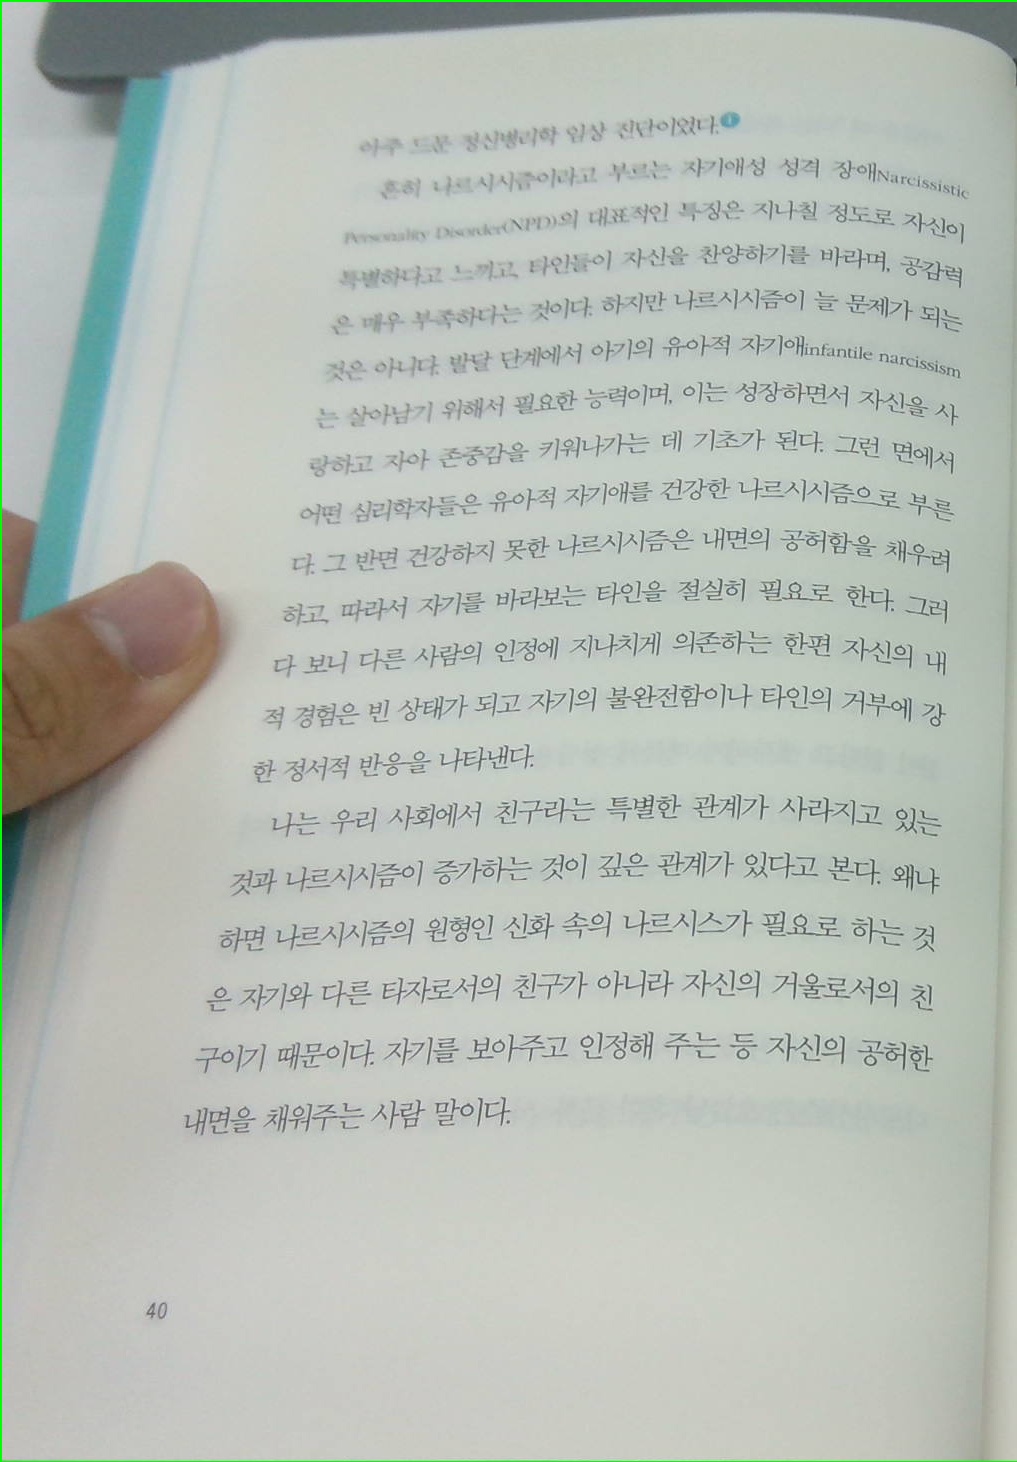 아주 드문 정신병리학 임상 진단이었다.
흔히 나르시시즘이라고 부르는 자기애성 성격 장애Narcissistic
Personality Disorder(NPD)의 대표적인 특징은 지나칠 정도로 자신이
특별하다고 느끼고, 타인들이 자신을 찬양하기를 바라며, 공감력
은 매우 부족하다는 것이다. 하지만 나르시시즘이 늘 문제가 되는
것은 아니다. 발달 단계에서 아기의 유아적 자기애infantile narcissism
는 살아남기 위해서 필요한 능력이며, 이는 성장하면서 자신을 사
랑하고 자아 존중감을 키워나가는 데 기초가 된다. 그런 면에서
어떤 심리학자들은 유아적 자기애를 건강한 나르시시즘으로 부른
다. 그 반면 건강하지 못한 나르시시즘은 내면의 공허함을 채우려
하고, 따라서 자기를 바라보는 타인을 절실히 필요로 한다. 그러
다 보니 다른 사람의 인정에 지나치게 의존하는 한편 자신의 내
적 경험은 빈 상태가 되고 자기의 불완전함이나 타인의 거부에 강
한 정서적 반응을 나타낸다.
나는 우리 사회에서 친구라는 특별한 관계가 사라지고 있는
것과 나르시시즘이 증가하는 것이 깊은 관계가 있다고 본다. 왜냐
하면 나르시시즘의 원형인 신화 속의 나르시스가 필요로 하는 것
은 자기와 다른 타자로서의 친구가 아니라 자신의 거울로서의 친
구이기 때문이다. 자기를 보아주고 인정해 주는 등 자신의 공허한
내면을 채워주는 사람 말이다.
40